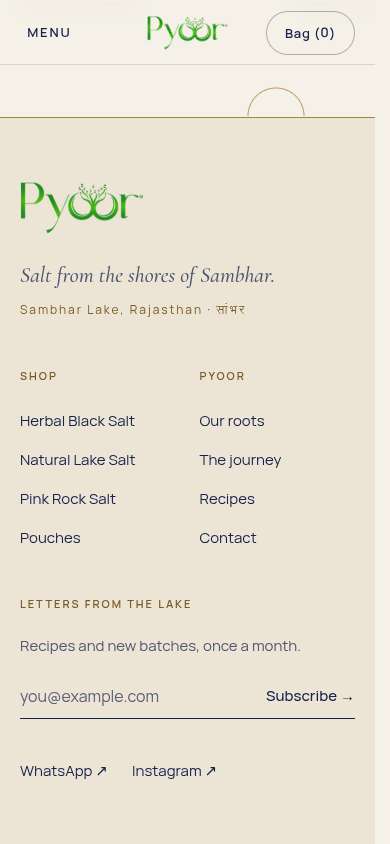 MENU
Pyoor
Bag (0)
Pyoor
Salt from the shores of Sambhar.
Sambhar Lake, Rajasthan · सांभर
SHOP
PYOOR
Herbal Black Salt
Our roots
Natural Lake Salt
The journey
Pink Rock Salt
Recipes
Pouches
Contact
LETTERS FROM THE LAKE
Recipes and new batches, once a month.
you@example.com
Subscribe →
WhatsApp ↗
Instagram ↗